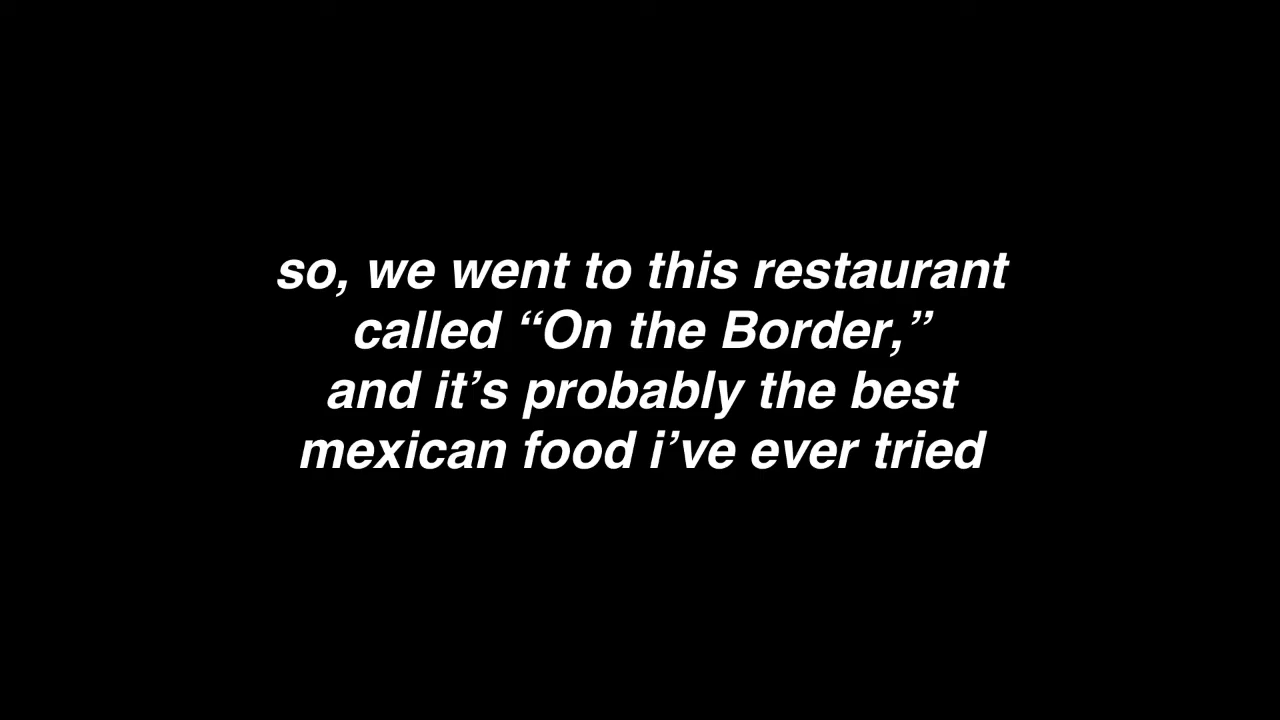 so, we went to this restaurant
called “On the Border,”
and it’s probably the best
mexican food i’ve ever tried